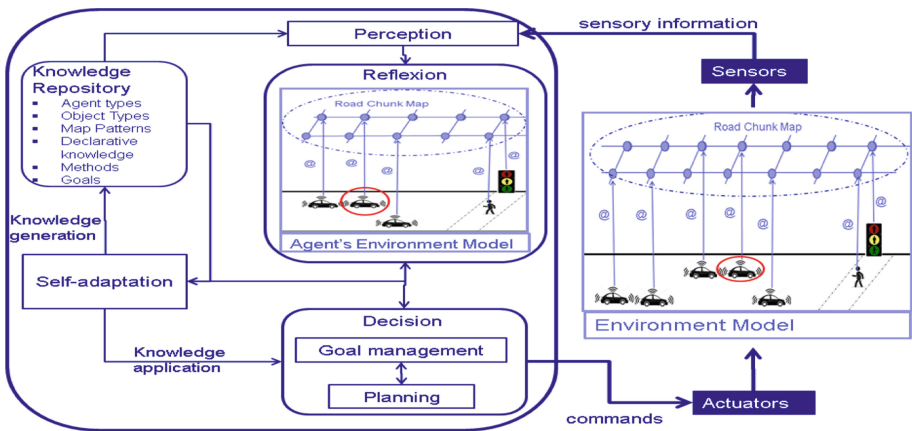 sensory information
Perception
Sensors
Knowledge
Repository
▪ Agent types
▪ Object Types
▪ Map Patterns
▪ Declarative
knowledge
▪ Methods
▪ Goals
Reflexion
Road Chunk Map
@ @ @ @
Agent's Environment Model
Road Chunk Map
@ @ @ @ @ @ @
Environment Model
Knowledge
generation
Self-adaptation
Knowledge
application
Decision
Goal management
Planning
commands
Actuators